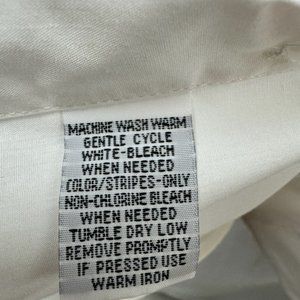 MACHINE WASH WARM
GENTLE CYCLE
WHITE-BLEACH
WHEN NEEDED
COLOR/STRIPES-ONLY
NON-CHLORINE BLEACH
WHEN NEEDED
TUMBLE DRY LOW
REMOVE PROMPTLY
IF PRESSED USE
WARM IRON